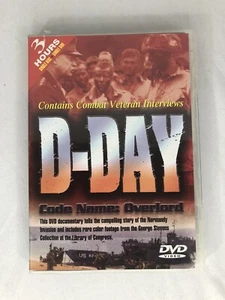 3
HOURS
Contains Combat Veteran Interviews
D-DAY
Code Name: Overlord
This DVD documentary tells the compelling story of the Normandy
Invasion and includes rare color footage from the George Stevens
Collection at the Library of Congress.
DVD
VIDEO